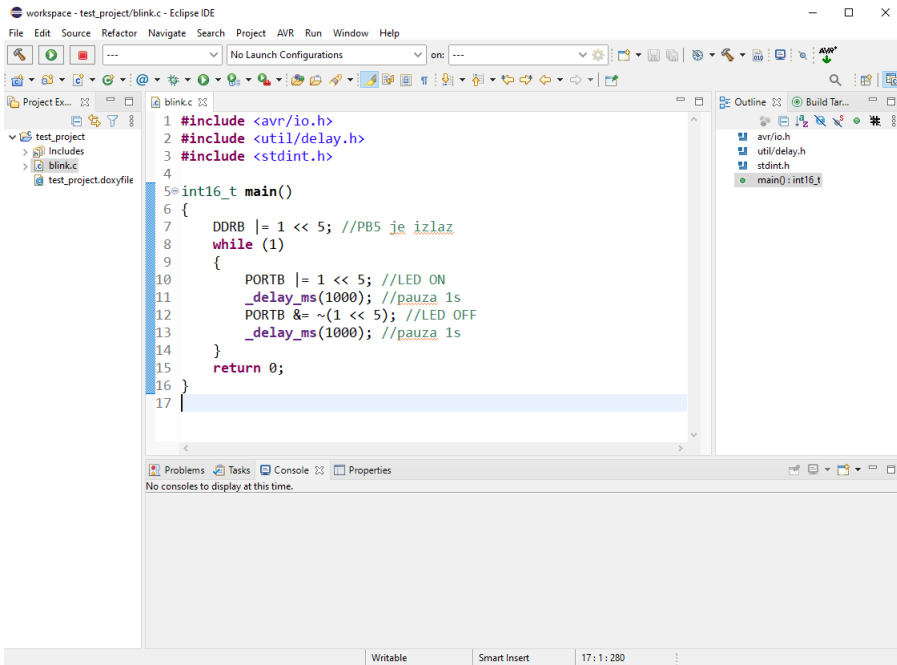 workspace - test_project/blink.c - Eclipse IDE
File Edit Source Refactor Navigate Search Project AVR Run Window Help
--- No Launch Configurations on: --- AVR
Project Ex... blink.c Outline Build Tar...
test_project
Includes
blink.c
test_project.doxyfile
1 #include <avr/io.h>
2 #include <util/delay.h>
3 #include <stdint.h>
4
5 int16_t main()
6 {
7 DDRB |= 1 << 5; //PB5 je izlaz
8 while (1)
9 {
10 PORTB |= 1 << 5; //LED ON
11 _delay_ms(1000); //pauza 1s
12 PORTB &= ~(1 << 5); //LED OFF
13 _delay_ms(1000); //pauza 1s
14 }
15 return 0;
16 }
17
avr/io.h
util/delay.h
stdint.h
main() : int16_t
Problems Tasks Console Properties
No consoles to display at this time.
Writable Smart Insert 17 : 1 : 280